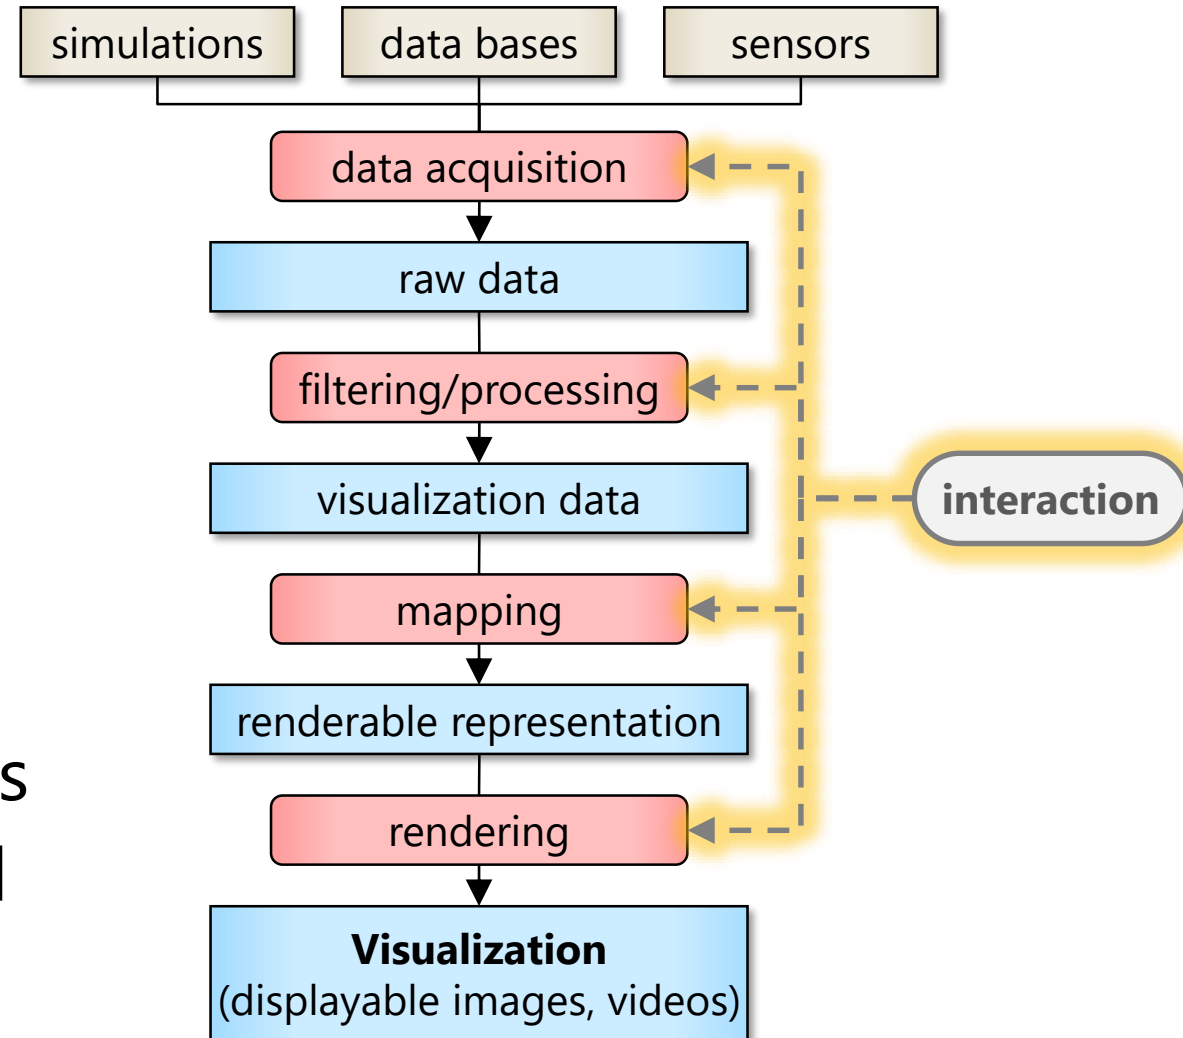 simulations
data bases
sensors
data acquisition
raw data
filtering/processing
visualization data
interaction
mapping
renderable representation
s
rendering
Visualization
(displayable images, videos)